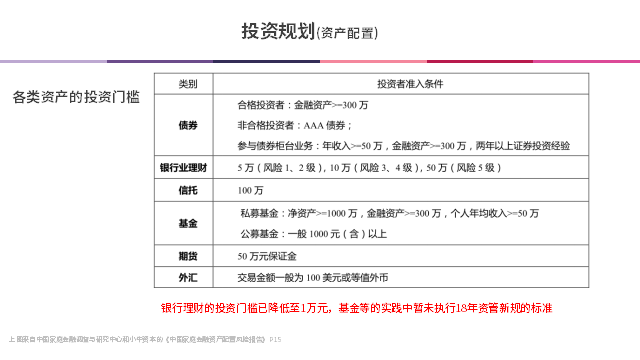 投资规划(资产配置)
各类资产的投资门槛
类别 投资者准入条件
债券 合格投资者：金融资产>=300 万
非合格投资者：AAA 债券；
参与债券柜台业务：年收入>=50 万，金融资产>=300 万，两年以上证券投资经验
银行业理财 5 万（风险 1、2 级），10 万（风险 3、4 级），50 万（风险 5 级）
信托 100 万
基金 私募基金：净资产>=1000 万，金融资产>=300 万，个人年均收入>=50 万
公募基金：一般 1000 元（含）以上
期货 50 万元保证金
外汇 交易金额一般为 100 美元或等值外币
银行理财的投资门槛已降低至1万元，基金等的实践中暂未执行18年资管新规的标准
上图来自中国家庭金融调查与研究中心和小牛资本的《中国家庭金融资产配置风险报告》P15